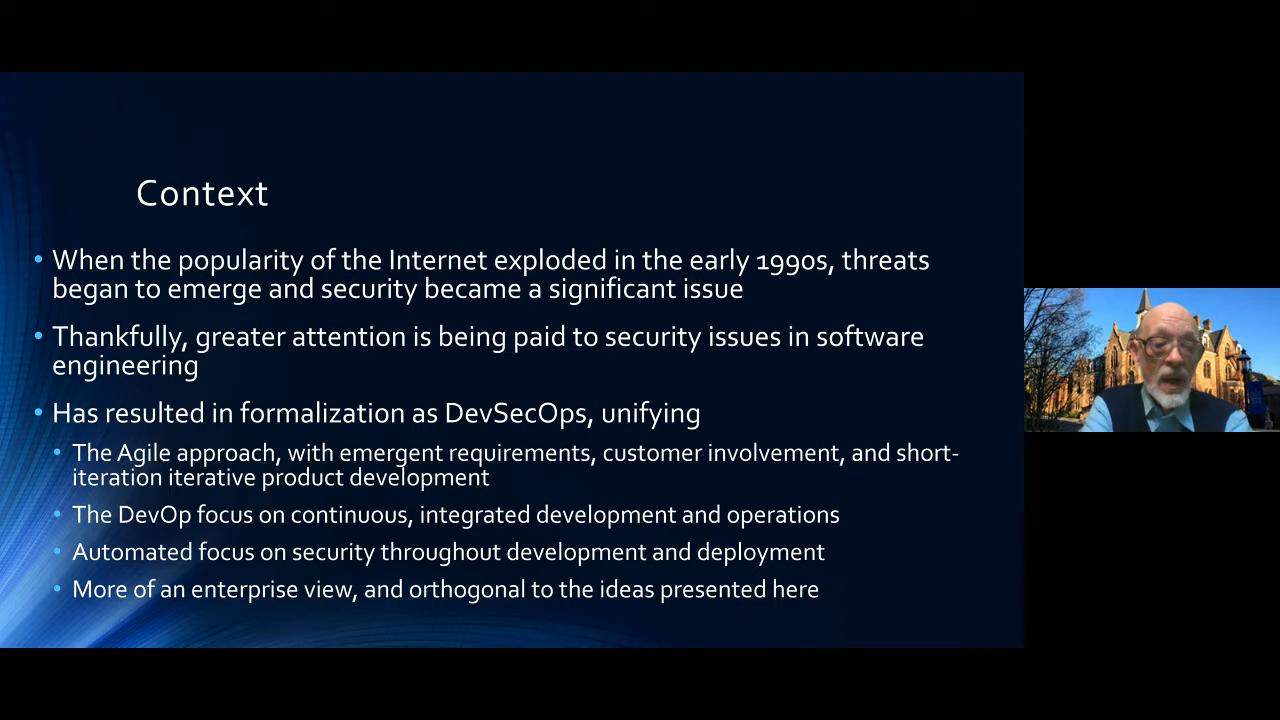 Context
When the popularity of the Internet exploded in the early 1990s, threats
began to emerge and security became a significant issue
Thankfully, greater attention is being paid to security issues in software
engineering
Has resulted in formalization as DevSecOps, unifying
The Agile approach, with emergent requirements, customer involvement, and short-
iteration iterative product development
The DevOp focus on continuous, integrated development and operations
Automated focus on security throughout development and deployment
More of an enterprise view, and orthogonal to the ideas presented here